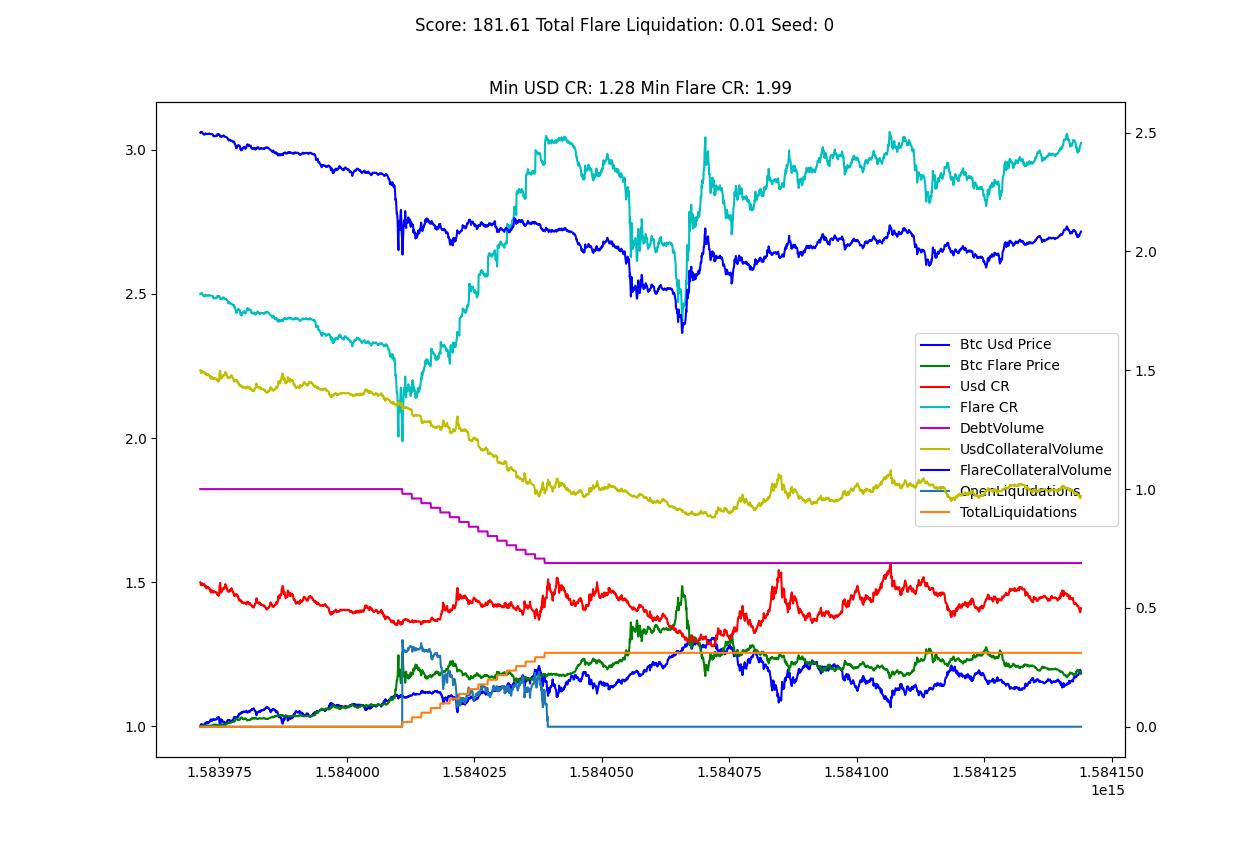 Score: 181.61 Total Flare Liquidation: 0.01 Seed: 0
Min USD CR: 1.28 Min Flare CR: 1.99
3.0
2.5
2.0
1.5
1.0
2.5
2.0
1.5
1.0
0.5
0.0
Btc Usd Price
Btc Flare Price
Usd CR
Flare CR
DebtVolume
UsdCollateralVolume
FlareCollateralVolume
OpenLiquidations
TotalLiquidations
1.583975 1.584000 1.584025 1.584050 1.584075 1.584100 1.584125 1.584150
1e15